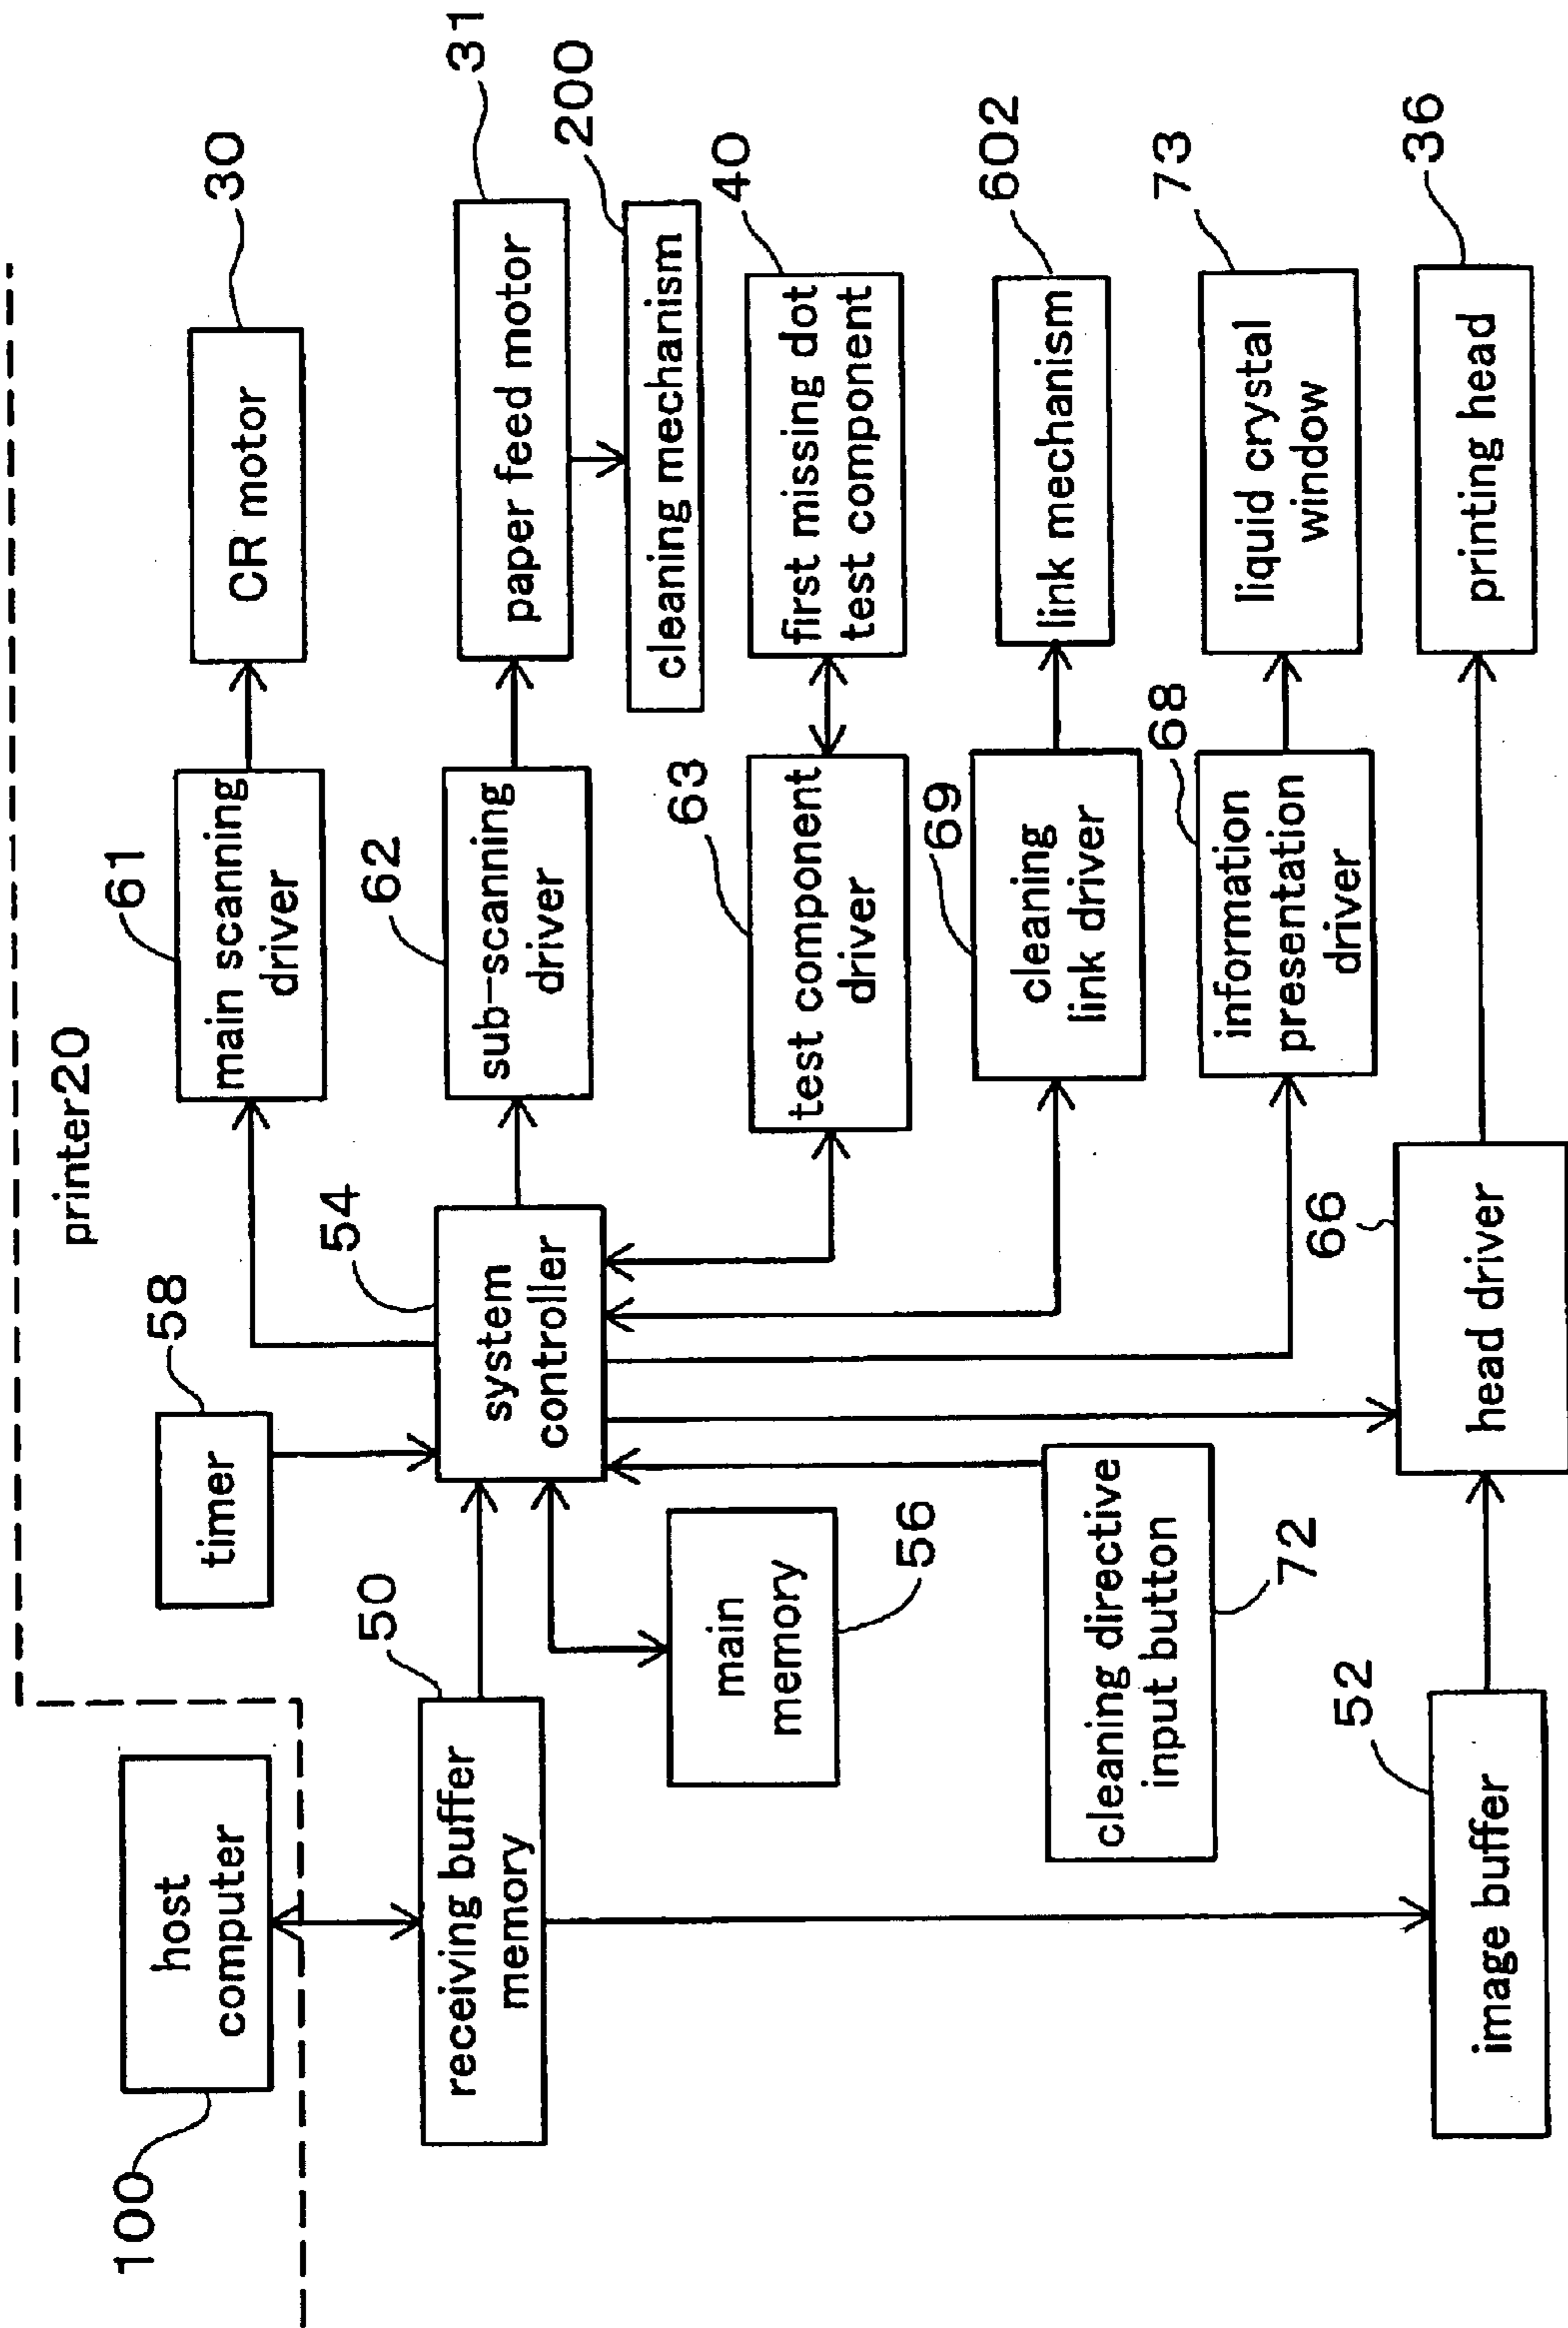 printer20
100
host
computer
58
timer
61
main scanning
driver
30
CR motor
50
receiving buffer
memory
54
system
controller
62
sub-scanning
driver
31
paper feed motor
200
cleaning mechanism
56
main
memory
63
test component
driver
40
first missing dot
test component
69
cleaning
link driver
602
link mechanism
72
cleaning directive
input button
68
information
presentation
driver
73
liquid crystal
window
52
image buffer
66
head driver
36
printing head